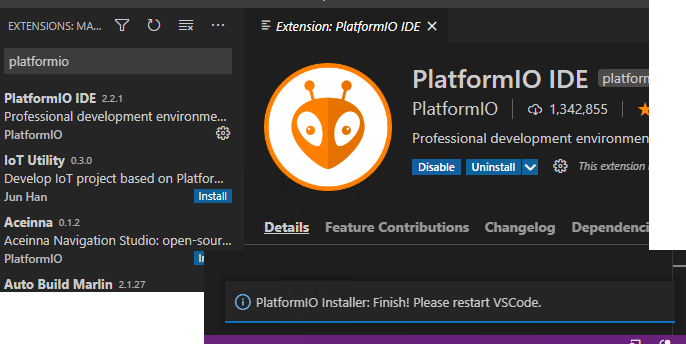 EXTENSIONS: MA...
platformio
PlatformIO IDE 2.2.1
Professional development environme...
PlatformIO
IoT Utility 0.3.0
Develop IoT project based on Platfor...
Jun Han Install
Aceinna 0.1.2
Aceinna Navigation Studio: open-sour...
PlatformIO
Auto Build Marlin 2.1.27
Extension: PlatformIO IDE
PlatformIO IDE
PlatformIO 1,342,855
Professional development environmen
Disable Uninstall This extension
Details Feature Contributions Changelog Dependenci
PlatformIO Installer: Finish! Please restart VSCode.